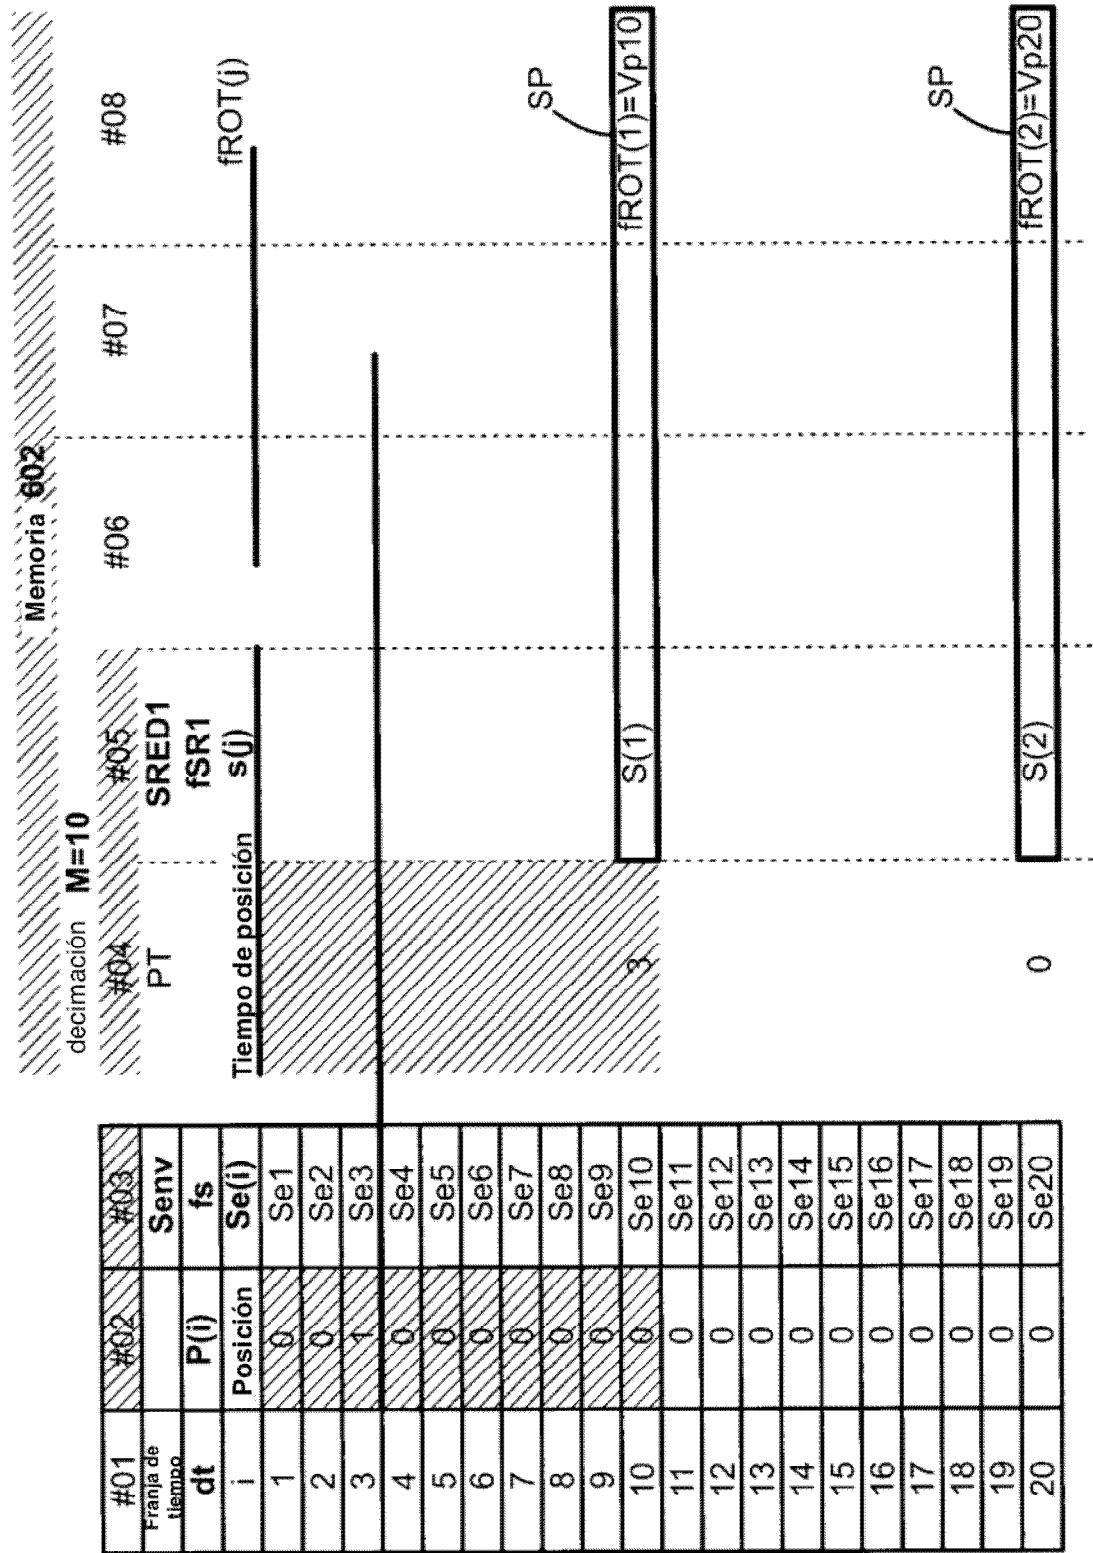 Memoria 602
decimación M=10
#01 #02 #03 #04 #05 #06 #07 #08
Franja de tiempo Senv PT SRED1
dt P(i) fs fSR1
i Posición Se(i) Tiempo de posición s(j) fROT(j)
1 0 Se1
2 0 Se2
3 1 Se3
4 0 Se4
5 0 Se5
6 0 Se6
7 0 Se7
8 0 Se8
9 0 Se9
SP
10 0 Se10 3 S(1) fROT(1)=Vp10
11 0 Se11
12 0 Se12
13 0 Se13
14 0 Se14
15 0 Se15
16 0 Se16
17 0 Se17
18 0 Se18
19 0 Se19
SP
20 0 Se20 0 S(2) fROT(2)=Vp20